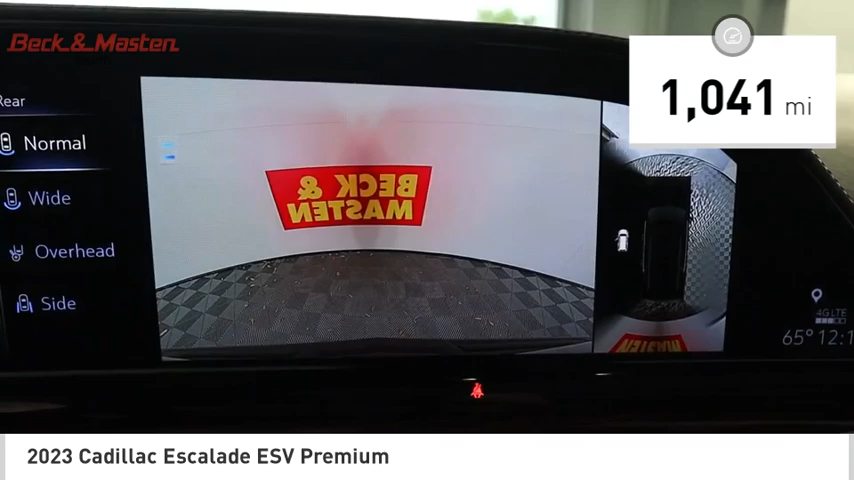 Beck & Masten
1,041 mi
Rear
Normal
Wide
Overhead
Side
BECK &
MASTEN
MASTEN
4G LTE
65° 12:1
2023 Cadillac Escalade ESV Premium